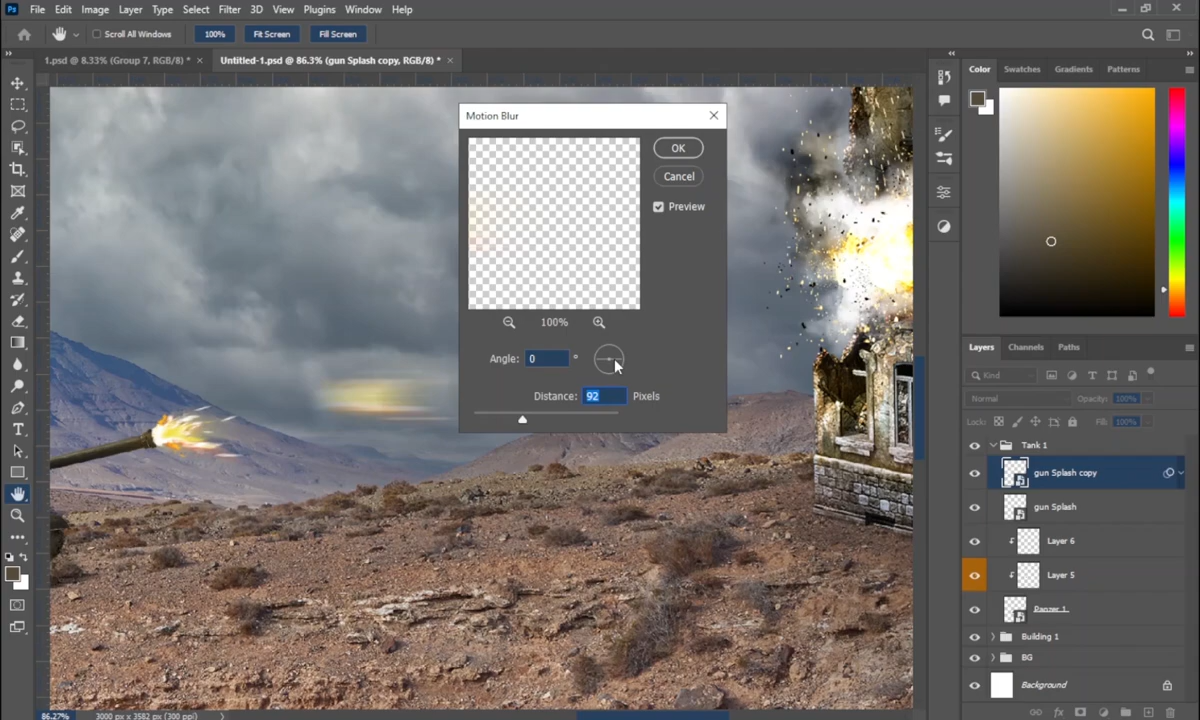 Ps File Edit Image Layer Type Select Filter 3D View Plugins Window Help
Scroll All Windows 100% Fit Screen Fill Screen
1.psd @ 8.33% (Group 7, RGB/8) * × Untitled-1.psd @ 86.3% (gun Splash copy, RGB/8) * ×
Color Swatches Gradients Patterns
Motion Blur
OK
Cancel
Preview
100%
Angle: 0 °
Distance: 92 Pixels
Layers Channels Paths
Kind
Normal Opacity: 100%
Lock: Fill: 100%
Tank 1
gun Splash copy
gun Splash
Layer 6
Layer 5
Panzer 1
Building 1
BG
Background
86.27% 3000 px x 3582 px (300 ppi)